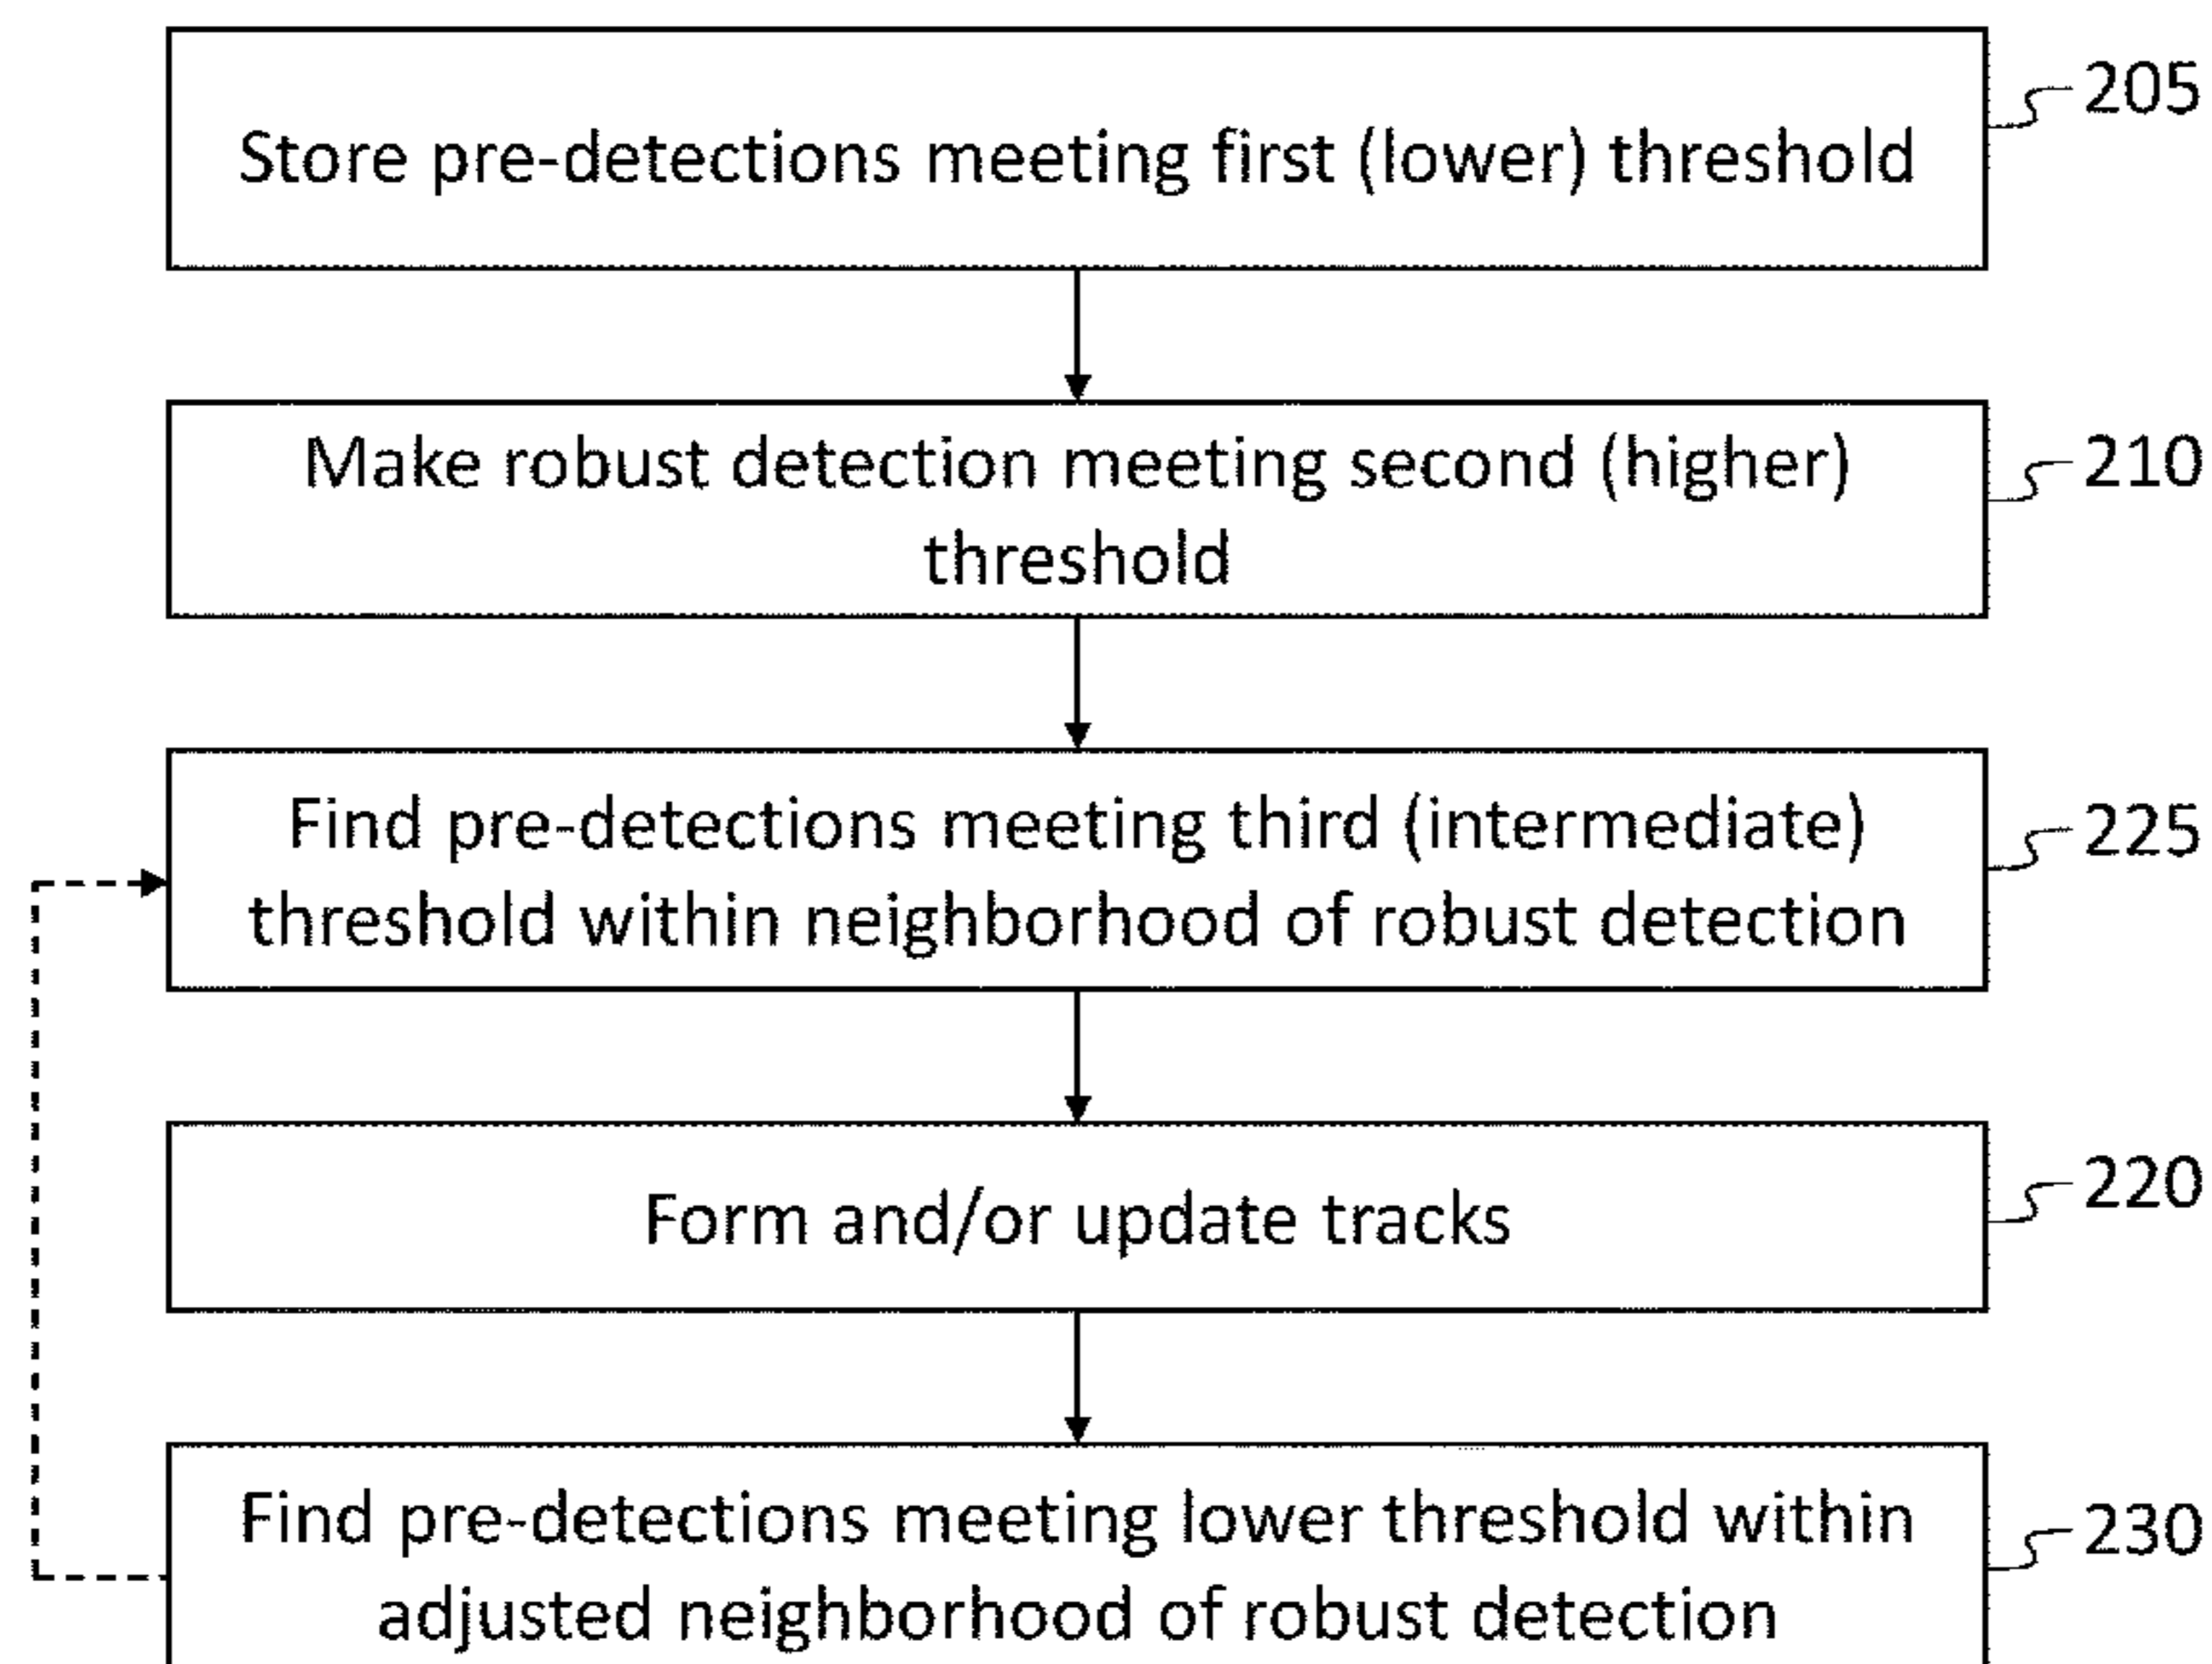 Store pre-detections meeting first (lower) threshold
205
Make robust detection meeting second (higher)
threshold
210
Find pre-detections meeting third (intermediate)
threshold within neighborhood of robust detection
225
Form and/or update tracks
220
Find pre-detections meeting lower threshold within
adjusted neighborhood of robust detection
230